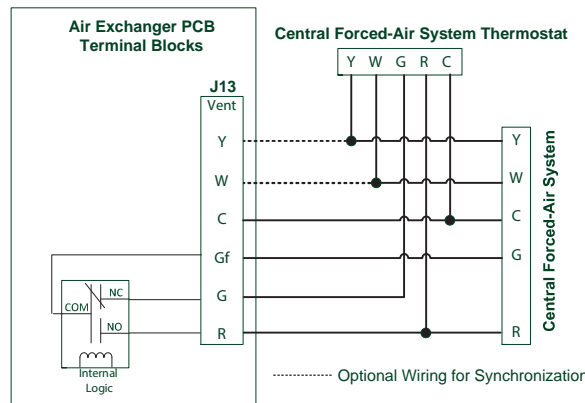 Air Exchanger PCB
Terminal Blocks
Central Forced-Air System Thermostat
Y W G R C
J13
Vent
Y
W
C
Gf
G
R
NC
COM
NO
Internal
Logic
Y
W
C
G
R
Central Forced-Air System
Optional Wiring for Synchronization